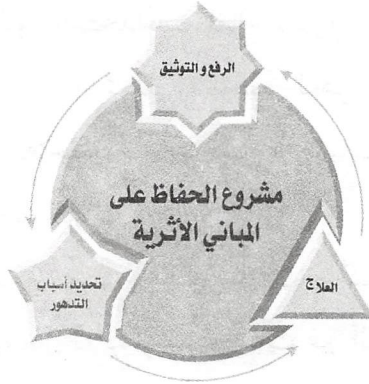 الرفع والتوثيق
مشروع الحفاظ على
المباني الأثرية
العلاج
تحديد أسباب
التدهور